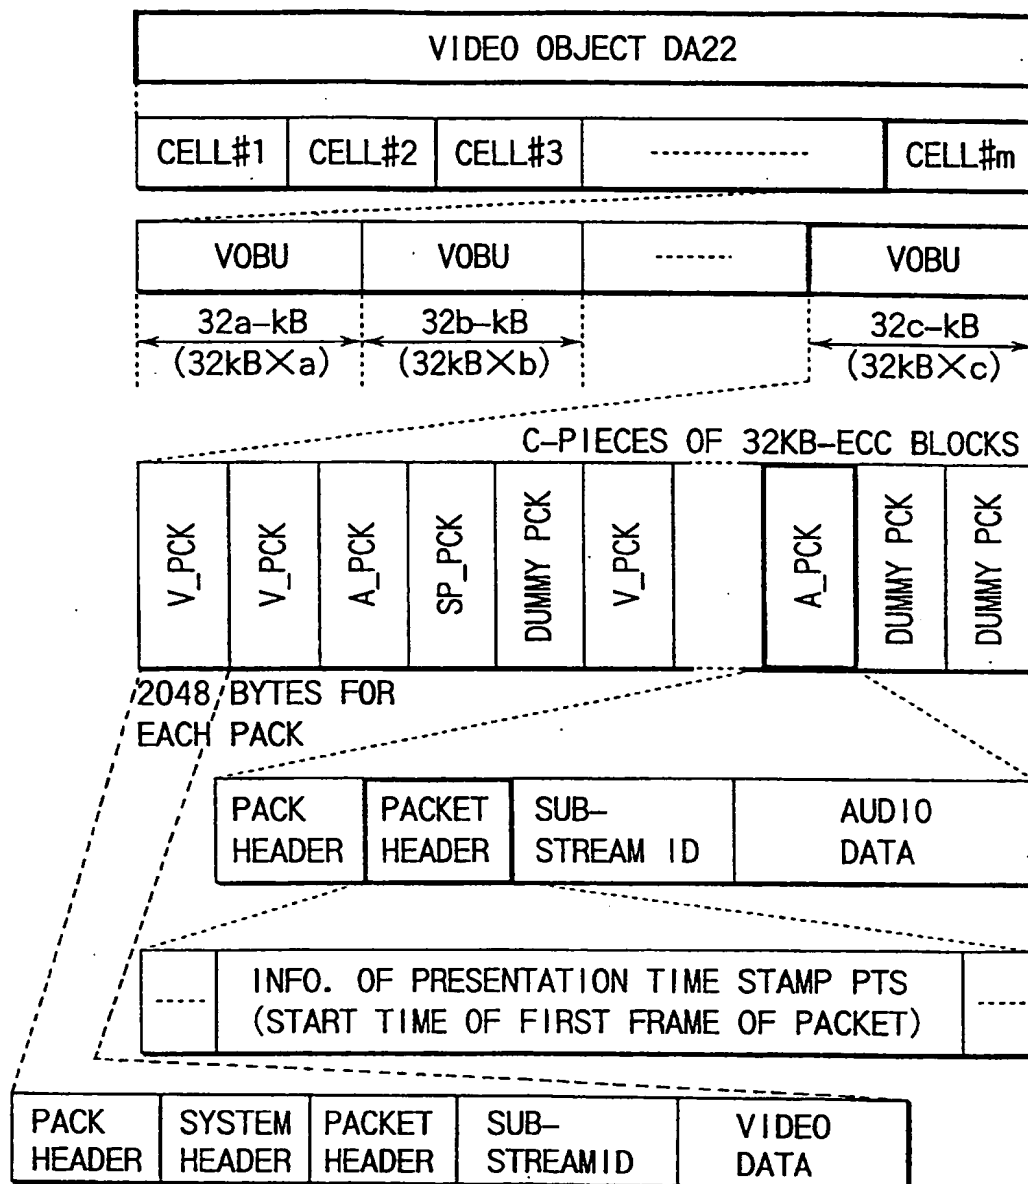 VIDEO OBJECT DA22
CELL#1 CELL#2 CELL#3 --------- CELL#m
VOBU VOBU ------ VOBU
32a-kB 32b-kB 32c-kB
(32kB×a) (32kB×b) (32kB×c)
C-PIECES OF 32KB-ECC BLOCKS
V_PCK V_PCK A_PCK SP_PCK DUMMY PCK V_PCK A_PCK DUMMY PCK DUMMY PCK
2048 BYTES FOR
EACH PACK
PACK PACKET SUB- AUDIO
HEADER HEADER STREAM ID DATA
----- INFO. OF PRESENTATION TIME STAMP PTS -----
(START TIME OF FIRST FRAME OF PACKET)
PACK SYSTEM PACKET SUB- VIDEO
HEADER HEADER HEADER STREAMID DATA